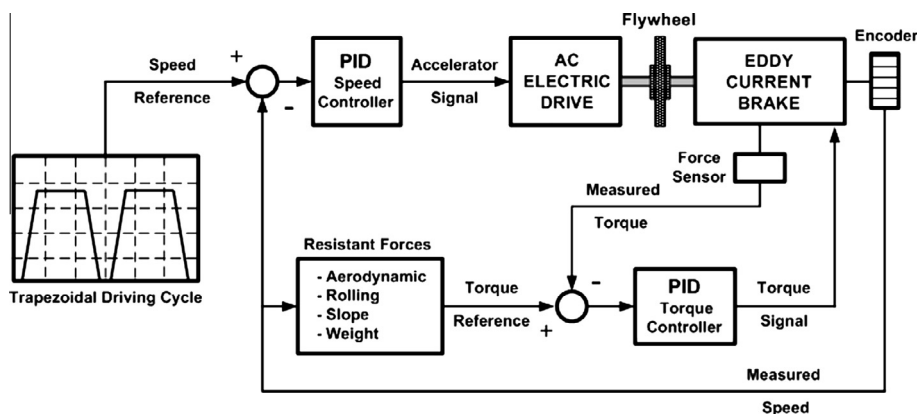 Speed
Reference
+
-
PID
Speed
Controller
Accelerator
Signal
AC
ELECTRIC
DRIVE
Flywheel
EDDY
CURRENT
BRAKE
Encoder
Force
Sensor
Measured
Torque
Trapezoidal Driving Cycle
Resistant Forces
- Aerodynamic
- Rolling
- Slope
- Weight
Torque
Reference
+
-
PID
Torque
Controller
Torque
Signal
Measured
Speed